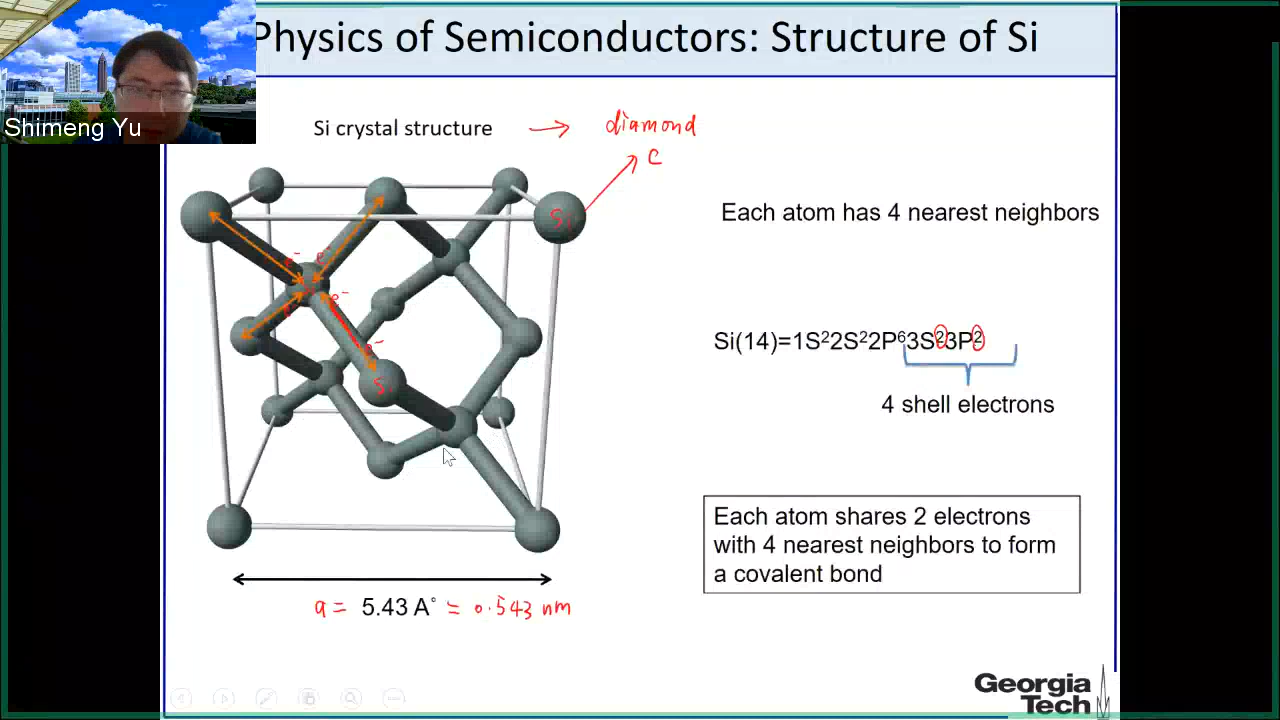 Physics of Semiconductors: Structure of Si
Shimeng Yu
Si crystal structure → diamond
C
Si
Each atom has 4 nearest neighbors
e⁻ e⁻
e⁻ e⁻
e⁻
Si
Si(14)=1S²2S²2P⁶3S²3P²
4 shell electrons
Each atom shares 2 electrons
with 4 nearest neighbors to form
a covalent bond
a = 5.43 A° = 0.543 nm
Georgia
Tech